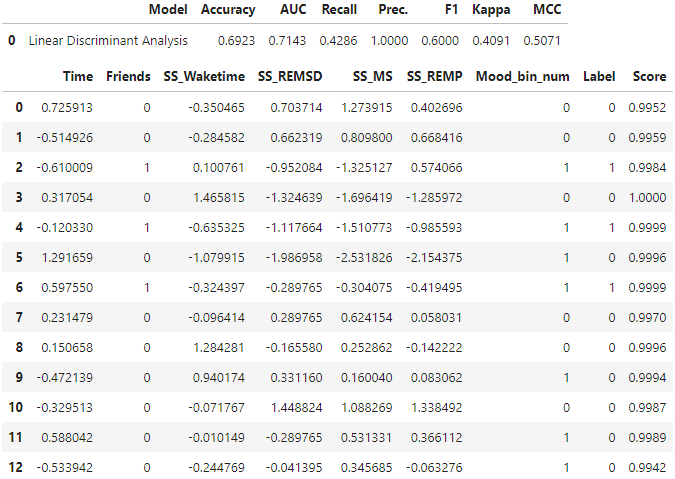 Model Accuracy AUC Recall Prec. F1 Kappa MCC
0 Linear Discriminant Analysis 0.6923 0.7143 0.4286 1.0000 0.6000 0.4091 0.5071
Time Friends SS_Waketime SS_REMSD SS_MS SS_REMP Mood_bin_num Label Score
0 0.725913 0 -0.350465 0.703714 1.273915 0.402696 0 0 0.9952
1 -0.514926 0 -0.284582 0.662319 0.809800 0.668416 0 0 0.9959
2 -0.610009 1 0.100761 -0.952084 -1.325127 0.574066 1 1 0.9984
3 0.317054 0 1.465815 -1.324639 -1.696419 -1.285972 0 0 1.0000
4 -0.120330 1 -0.635325 -1.117664 -1.510773 -0.985593 1 1 0.9999
5 1.291659 0 -1.079915 -1.986958 -2.531826 -2.154375 1 0 0.9996
6 0.597550 1 -0.324397 -0.289765 -0.304075 -0.419495 1 1 0.9999
7 0.231479 0 -0.096414 0.289765 0.624154 0.058031 0 0 0.9970
8 0.150658 0 1.284281 -0.165580 0.252862 -0.142222 0 0 0.9996
9 -0.472139 0 0.940174 0.331160 0.160040 0.083062 1 0 0.9994
10 -0.329513 0 -0.071767 1.448824 1.088269 1.338492 0 0 0.9987
11 0.588042 0 -0.010149 -0.289765 0.531331 0.366112 1 0 0.9989
12 -0.533942 0 -0.244769 -0.041395 0.345685 -0.063276 1 0 0.9942